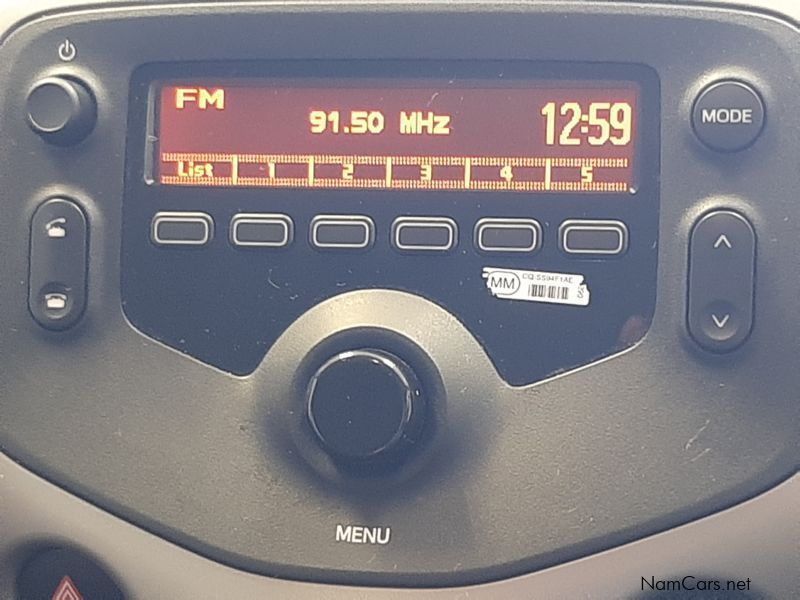 FM
91.50 MHz
12:59
MODE
List 1 2 3 4 5
MM
MENU
NamCars.net